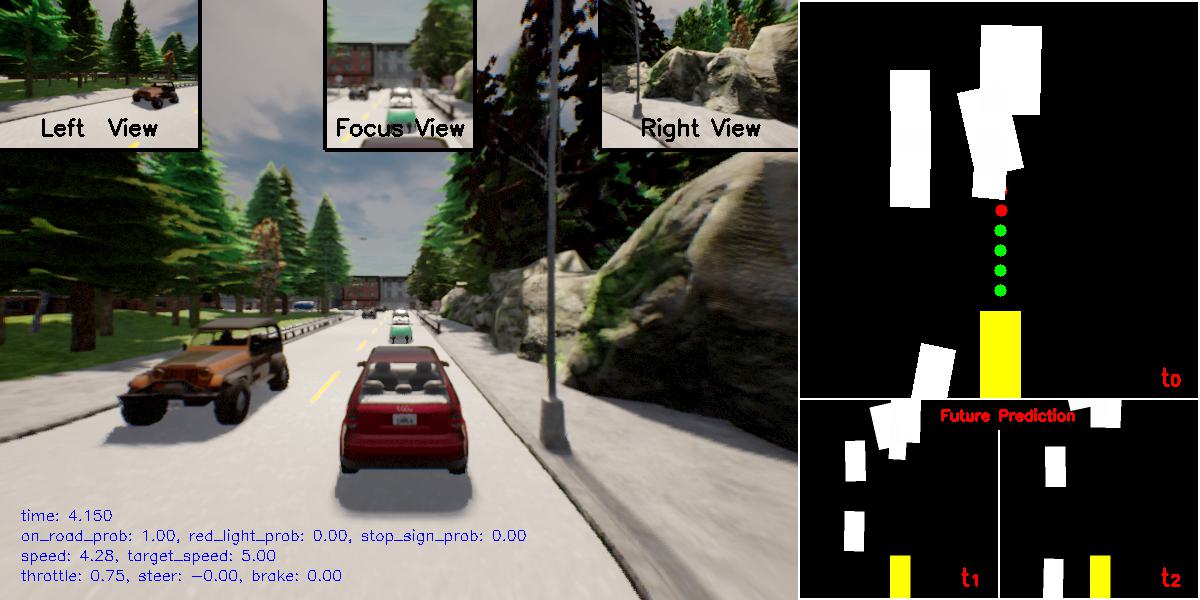 Left View
Focus View
Right View
time: 4.150
on_road_prob: 1.00, red_light_prob: 0.00, stop_sign_prob: 0.00
speed: 4.28, target_speed: 5.00
throttle: 0.75, steer: −0.00, brake: 0.00
t0
Future Prediction
t1
t2